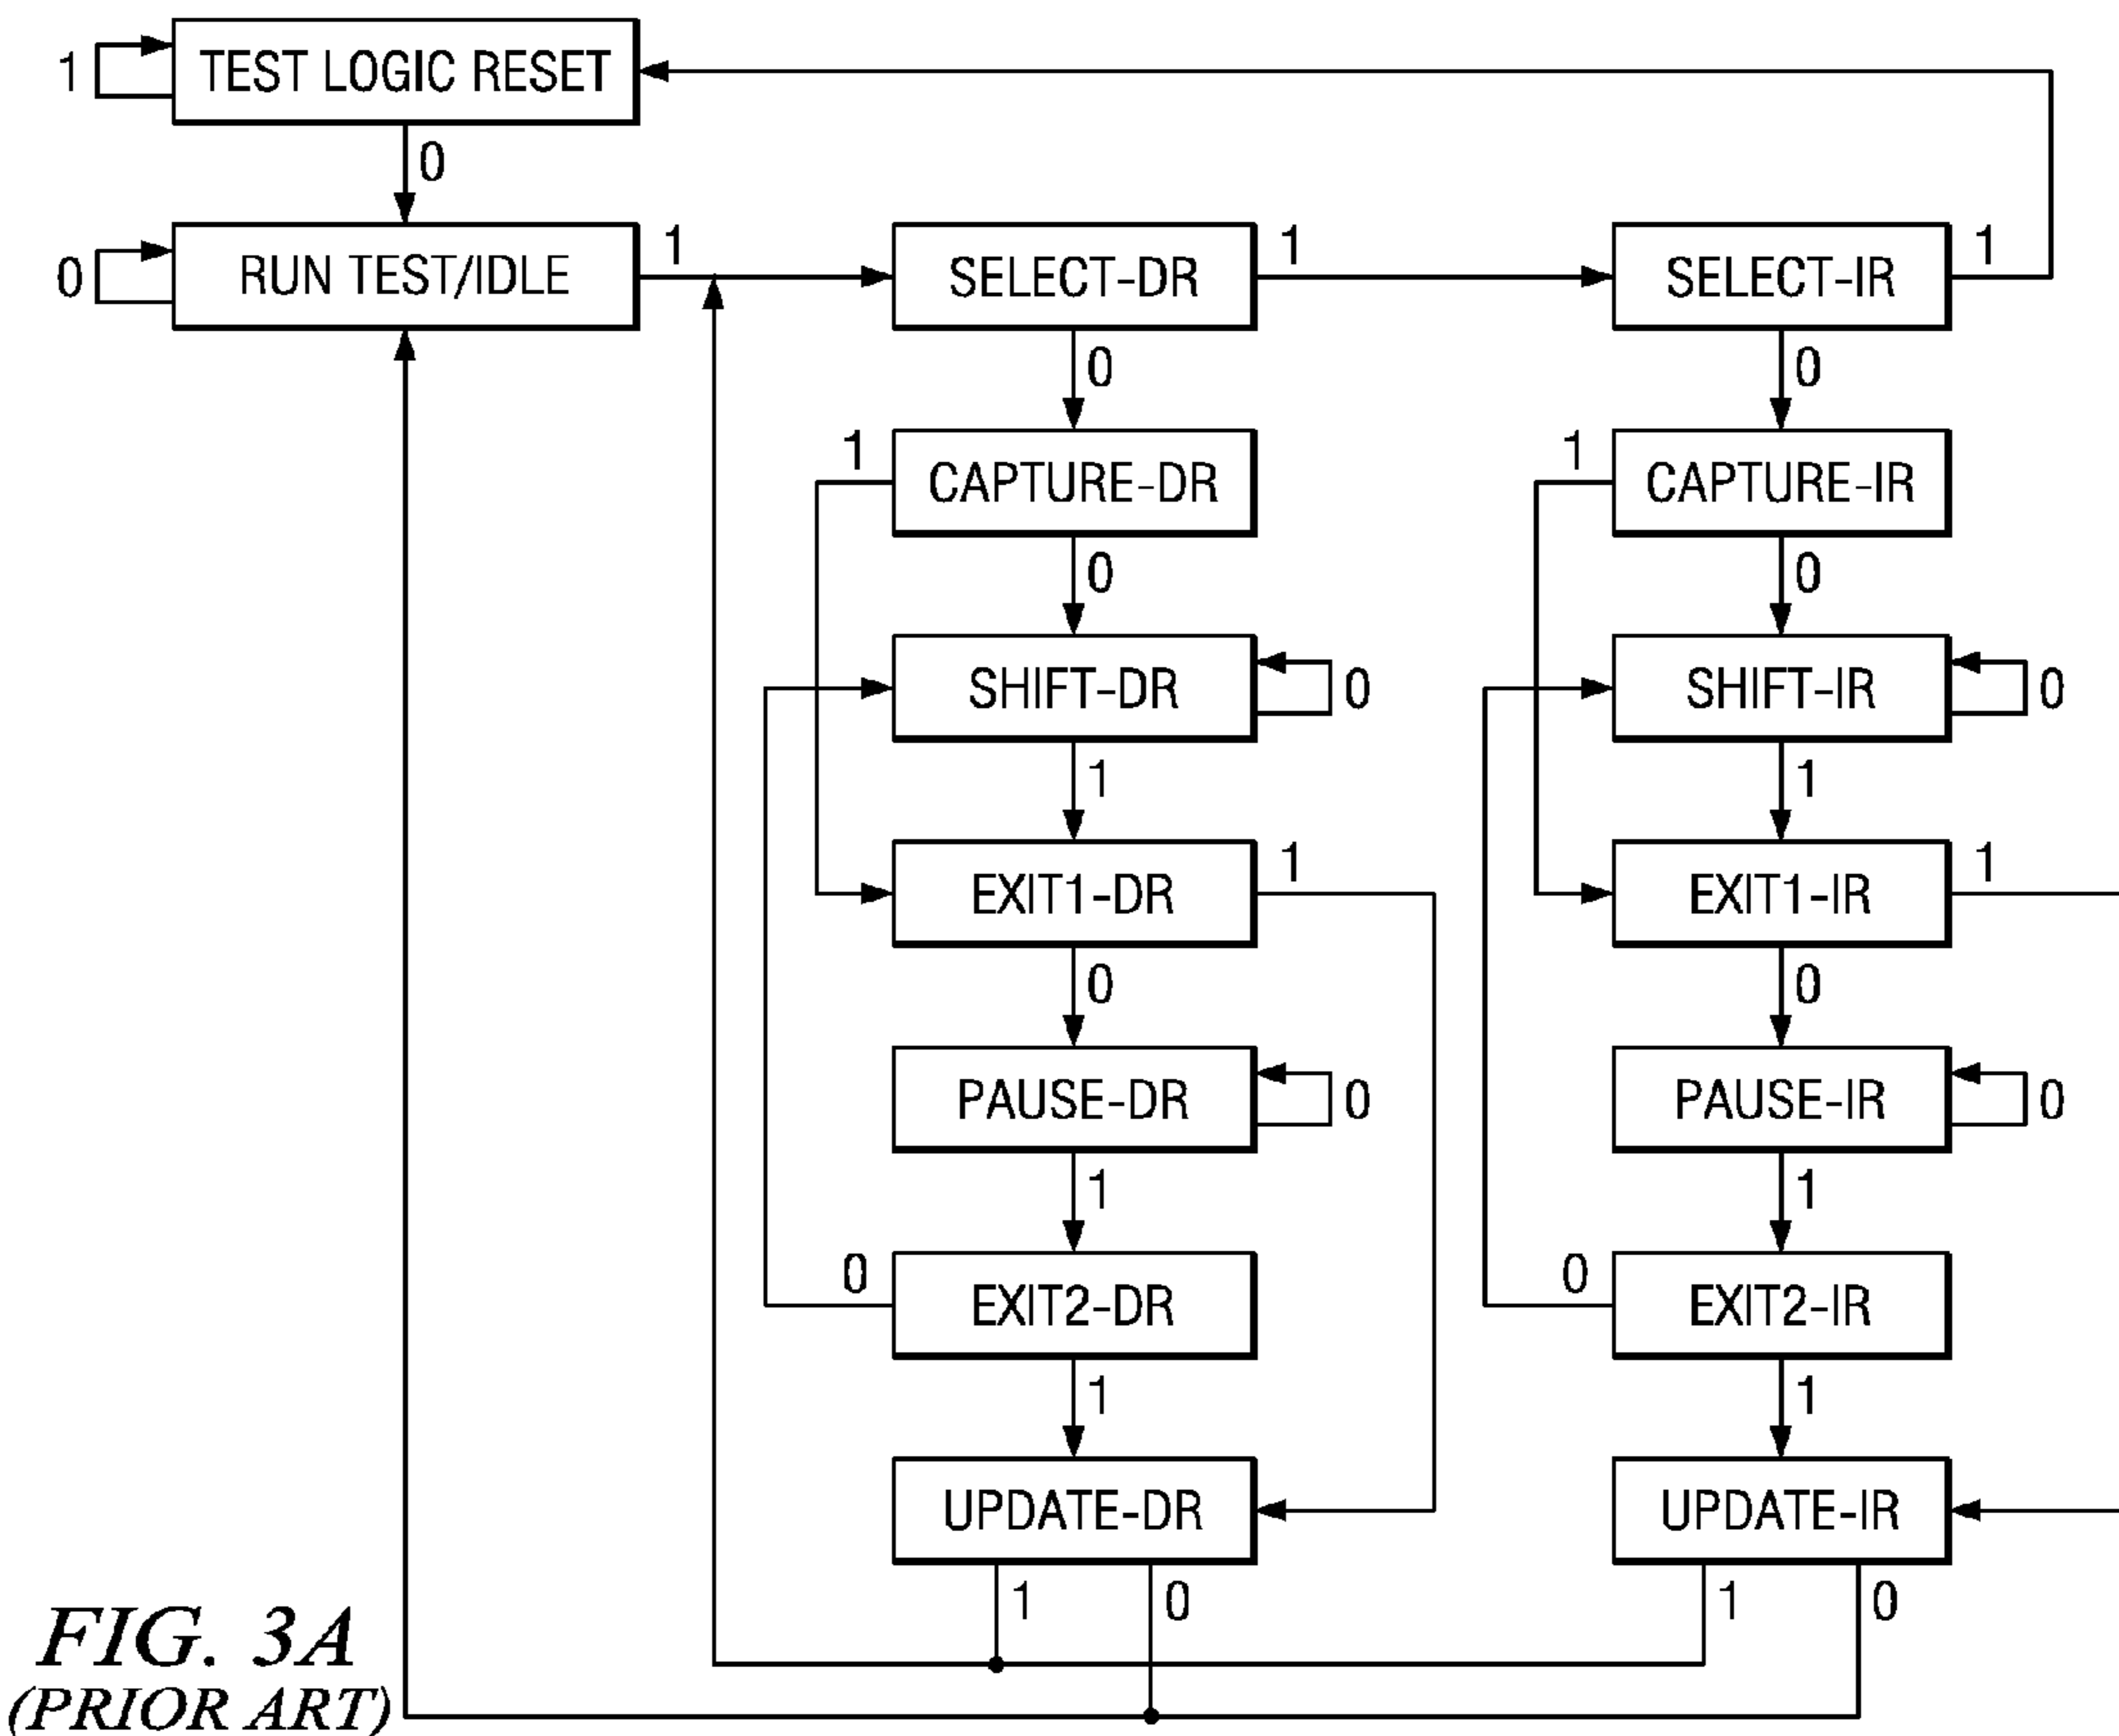 1 TEST LOGIC RESET
0
0 RUN TEST/IDLE 1 SELECT-DR 1 SELECT-IR 1
0 0
1 CAPTURE-DR 1 CAPTURE-IR
0 0
SHIFT-DR 0 SHIFT-IR 0
1 1
EXIT1-DR 1 EXIT1-IR 1
0 0
PAUSE-DR 0 PAUSE-IR 0
1 1
0 EXIT2-DR 0 EXIT2-IR
1 1
UPDATE-DR UPDATE-IR
1 0 1 0
FIG. 3A
(PRIOR ART)